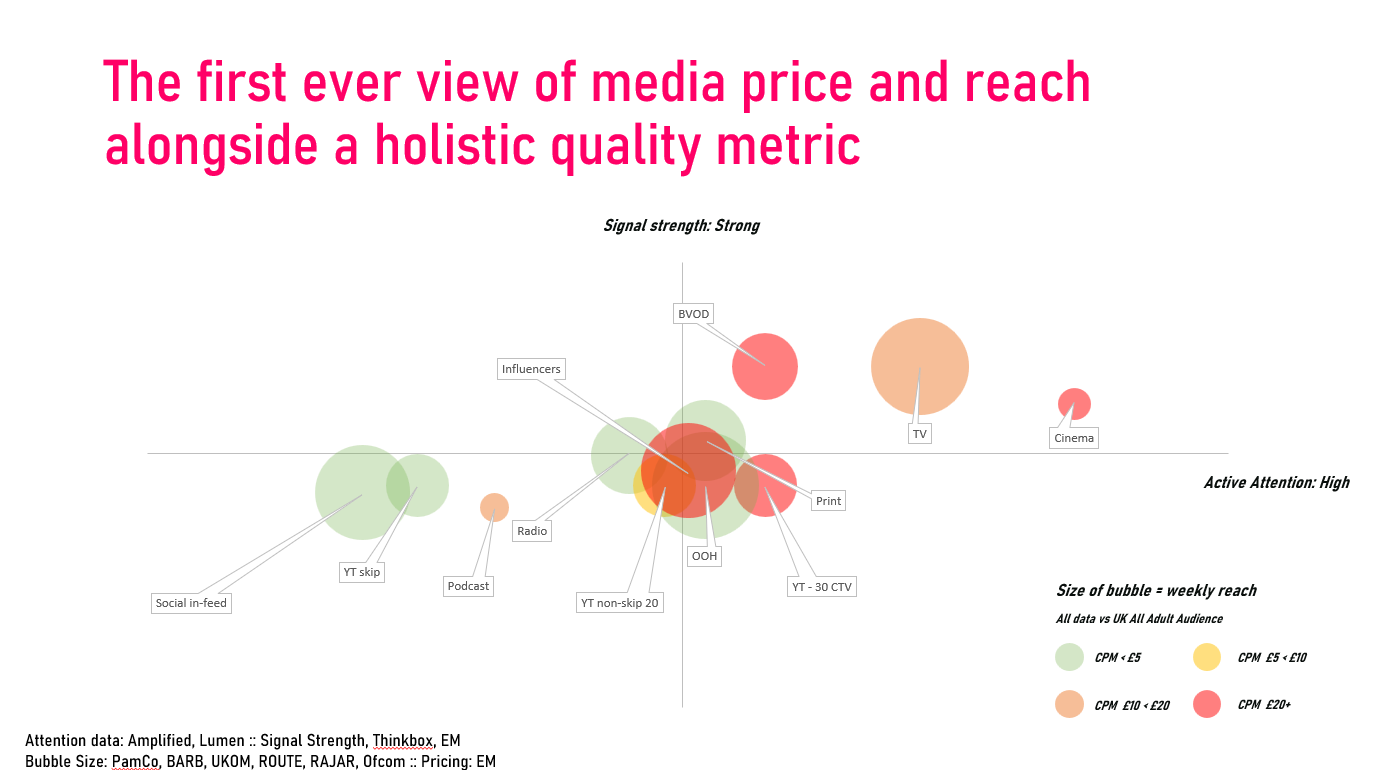 The first ever view of media price and reach
alongside a holistic quality metric
Signal strength: Strong
BVOD
Influencers
TV
Cinema
Active Attention: High
Print
Radio
OOH
YT skip
Podcast
YT - 30 CTV
Social in-feed
YT non-skip 20
Size of bubble = weekly reach
All data vs UK All Adult Audience
CPM < £5
CPM £5 < £10
CPM £10 < £20
CPM £20+
Attention data: Amplified, Lumen :: Signal Strength, Thinkbox, EM
Bubble Size: PamCo, BARB, UKOM, ROUTE, RAJAR, Ofcom :: Pricing: EM